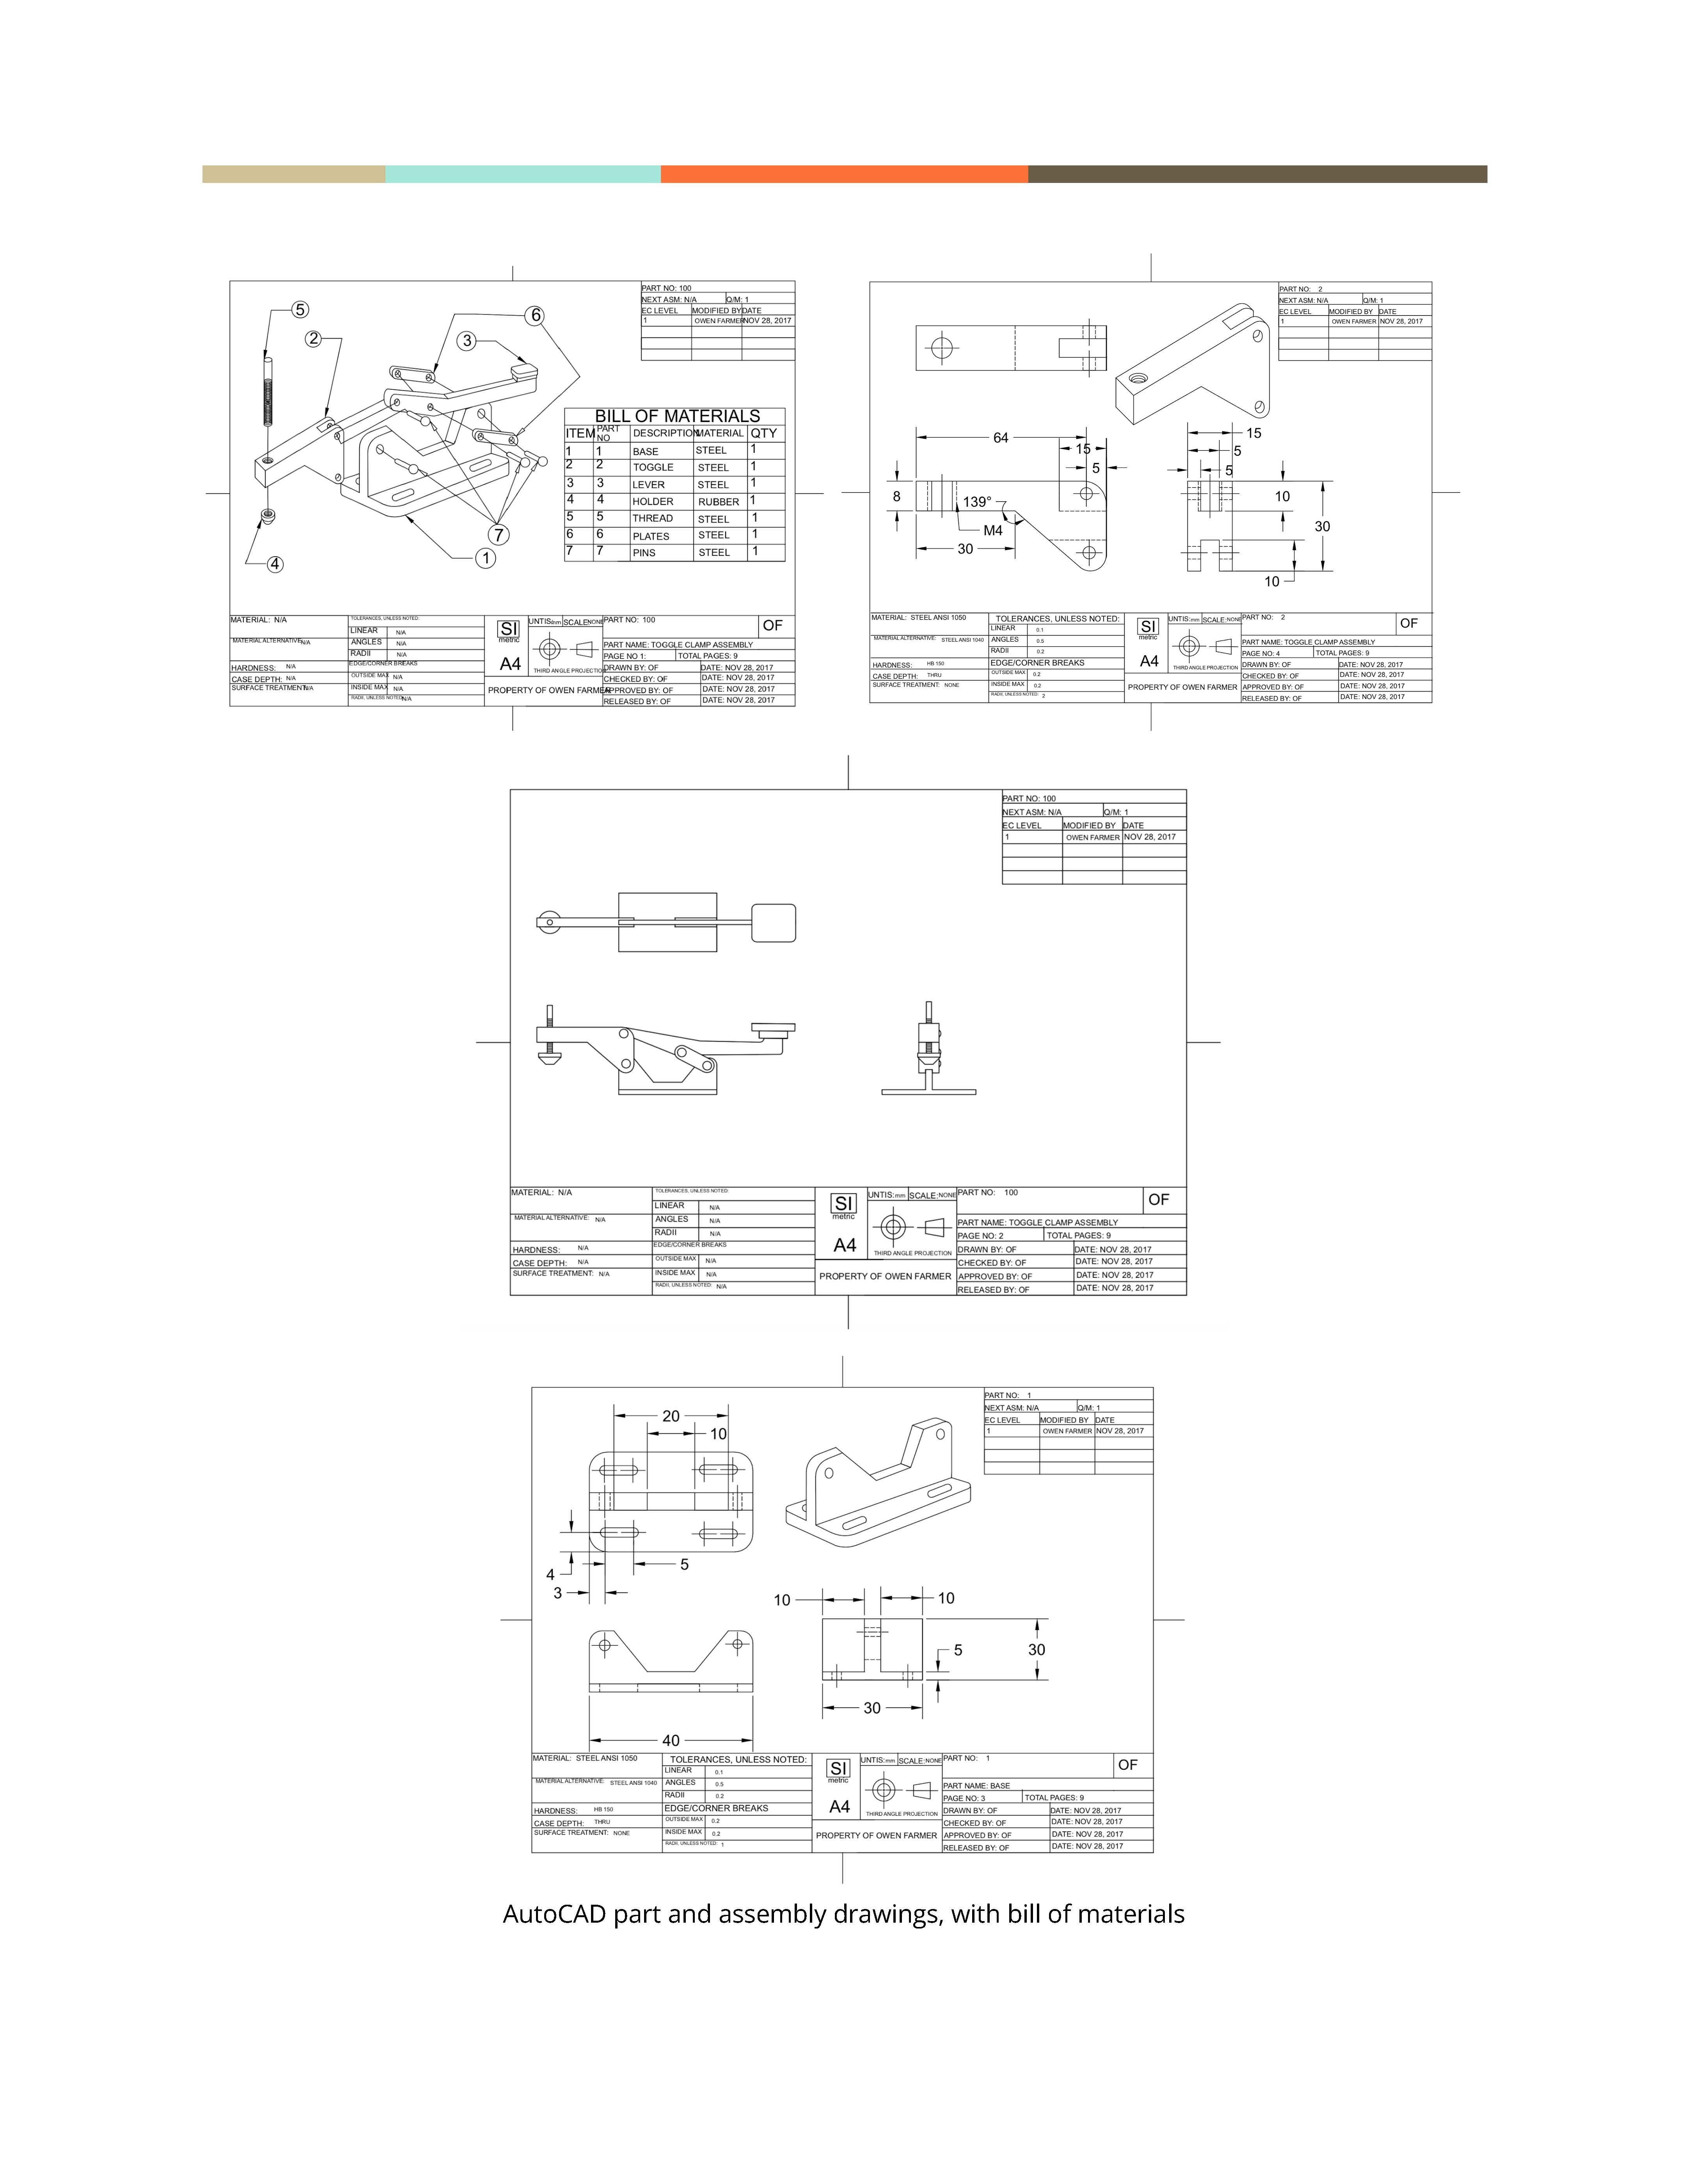 5
2
6
3
7
1
4
PART NO: 100
NEXT ASM: N/A Q/M: 1
EC LEVEL MODIFIED BY DATE
1 OWEN FARMER NOV 28, 2017
BILL OF MATERIALS
ITEM PART NO DESCRIPTION MATERIAL QTY
1 1 BASE STEEL 1
2 2 TOGGLE STEEL 1
3 3 LEVER STEEL 1
4 4 HOLDER RUBBER 1
5 5 THREAD STEEL 1
6 6 PLATES STEEL 1
7 7 PINS STEEL 1
MATERIAL: N/A
MATERIAL ALTERNATIVE: N/A
HARDNESS: N/A
CASE DEPTH: N/A
SURFACE TREATMENT: N/A
TOLERANCES, UNLESS NOTED:
LINEAR N/A
ANGLES N/A
RADII N/A
EDGE/CORNER BREAKS
OUTSIDE MAX N/A
INSIDE MAX N/A
RADII, UNLESS NOTED: N/A
SI
metric
A4
UNTIS:mm SCALE:NONE
THIRD ANGLE PROJECTION
PROPERTY OF OWEN FARMER
PART NO: 100
OF
PART NAME: TOGGLE CLAMP ASSEMBLY
PAGE NO 1: TOTAL PAGES: 9
DRAWN BY: OF DATE: NOV 28, 2017
CHECKED BY: OF DATE: NOV 28, 2017
APPROVED BY: OF DATE: NOV 28, 2017
RELEASED BY: OF DATE: NOV 28, 2017
PART NO: 2
NEXT ASM: N/A Q/M: 1
EC LEVEL MODIFIED BY DATE
1 OWEN FARMER NOV 28, 2017
64
15
5
8
139°
M4
30
15
5
5
10
30
10
MATERIAL: STEEL ANSI 1050
MATERIAL ALTERNATIVE: STEEL ANSI 1040
HARDNESS: HB 150
CASE DEPTH: THRU
SURFACE TREATMENT: NONE
TOLERANCES, UNLESS NOTED:
LINEAR 0.1
ANGLES 0.5
RADII 0.2
EDGE/CORNER BREAKS
OUTSIDE MAX 0.2
INSIDE MAX 0.2
RADII, UNLESS NOTED: 2
SI
metric
A4
UNTIS:mm SCALE:NONE
THIRD ANGLE PROJECTION
PROPERTY OF OWEN FARMER
PART NO: 2
OF
PART NAME: TOGGLE CLAMP ASSEMBLY
PAGE NO: 4 TOTAL PAGES: 9
DRAWN BY: OF DATE: NOV 28, 2017
CHECKED BY: OF DATE: NOV 28, 2017
APPROVED BY: OF DATE: NOV 28, 2017
RELEASED BY: OF DATE: NOV 28, 2017
PART NO: 100
NEXT ASM: N/A Q/M: 1
EC LEVEL MODIFIED BY DATE
1 OWEN FARMER NOV 28, 2017
MATERIAL: N/A
MATERIAL ALTERNATIVE: N/A
HARDNESS: N/A
CASE DEPTH: N/A
SURFACE TREATMENT: N/A
TOLERANCES, UNLESS NOTED:
LINEAR N/A
ANGLES N/A
RADII N/A
EDGE/CORNER BREAKS
OUTSIDE MAX N/A
INSIDE MAX N/A
RADII, UNLESS NOTED: N/A
SI
metric
A4
UNTIS:mm SCALE:NONE
THIRD ANGLE PROJECTION
PROPERTY OF OWEN FARMER
PART NO: 100
OF
PART NAME: TOGGLE CLAMP ASSEMBLY
PAGE NO: 2 TOTAL PAGES: 9
DRAWN BY: OF DATE: NOV 28, 2017
CHECKED BY: OF DATE: NOV 28, 2017
APPROVED BY: OF DATE: NOV 28, 2017
RELEASED BY: OF DATE: NOV 28, 2017
PART NO: 1
NEXT ASM: N/A Q/M: 1
EC LEVEL MODIFIED BY DATE
1 OWEN FARMER NOV 28, 2017
20
10
4
3
5
10
10
5
30
30
40
MATERIAL: STEEL ANSI 1050
MATERIAL ALTERNATIVE: STEEL ANSI 1040
HARDNESS: HB 150
CASE DEPTH: THRU
SURFACE TREATMENT: NONE
TOLERANCES, UNLESS NOTED:
LINEAR 0.1
ANGLES 0.5
RADII 0.2
EDGE/CORNER BREAKS
OUTSIDE MAX 0.2
INSIDE MAX 0.2
RADII, UNLESS NOTED: 1
SI
metric
A4
UNTIS:mm SCALE:NONE
THIRD ANGLE PROJECTION
PROPERTY OF OWEN FARMER
PART NO: 1
OF
PART NAME: BASE
PAGE NO: 3 TOTAL PAGES: 9
DRAWN BY: OF DATE: NOV 28, 2017
CHECKED BY: OF DATE: NOV 28, 2017
APPROVED BY: OF DATE: NOV 28, 2017
RELEASED BY: OF DATE: NOV 28, 2017
AutoCAD part and assembly drawings, with bill of materials